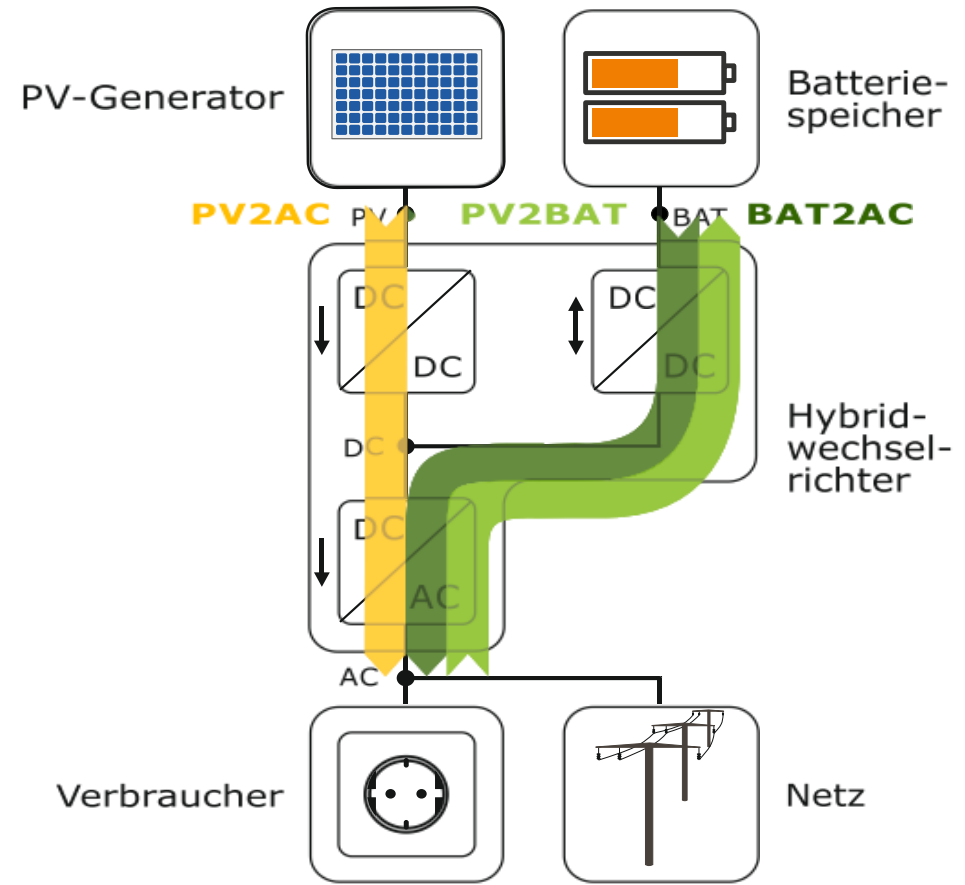 PV-Generator
Batterie-
speicher
PV2AC
PV
PV2BAT
BAT
BAT2AC
DC
DC
DC
DC
Hybrid-
wechsel-
richter
DC
DC
AC
AC
Verbraucher
Netz